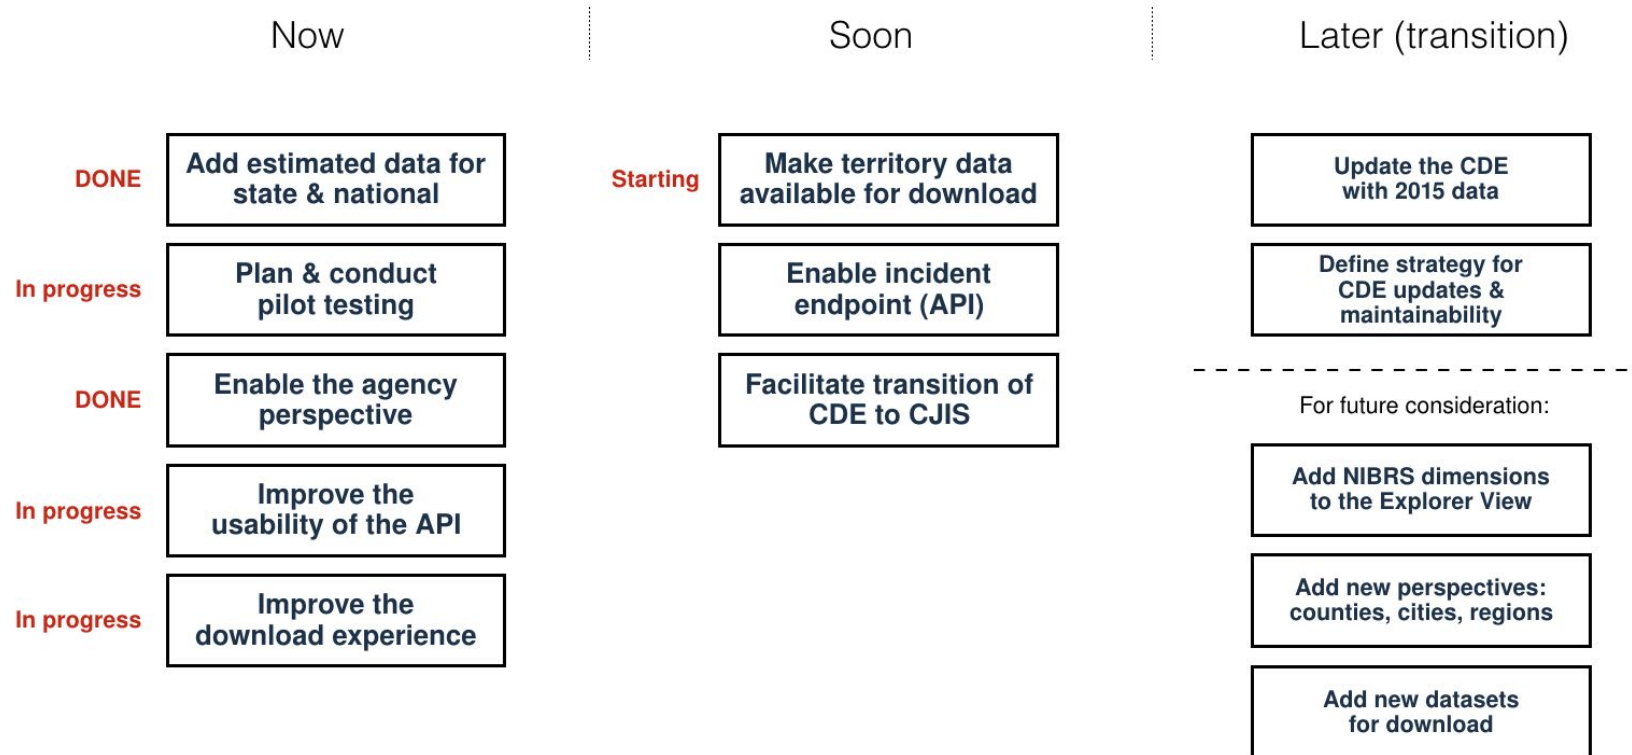 Now
Soon
Later (transition)
DONE
Add estimated data for
state & national
In progress
Plan & conduct
pilot testing
DONE
Enable the agency
perspective
In progress
Improve the
usability of the API
In progress
Improve the
download experience
Starting
Make territory data
available for download
Enable incident
endpoint (API)
Facilitate transition of
CDE to CJIS
Update the CDE
with 2015 data
Define strategy for
CDE updates &
maintainability
For future consideration:
Add NIBRS dimensions
to the Explorer View
Add new perspectives:
counties, cities, regions
Add new datasets
for download